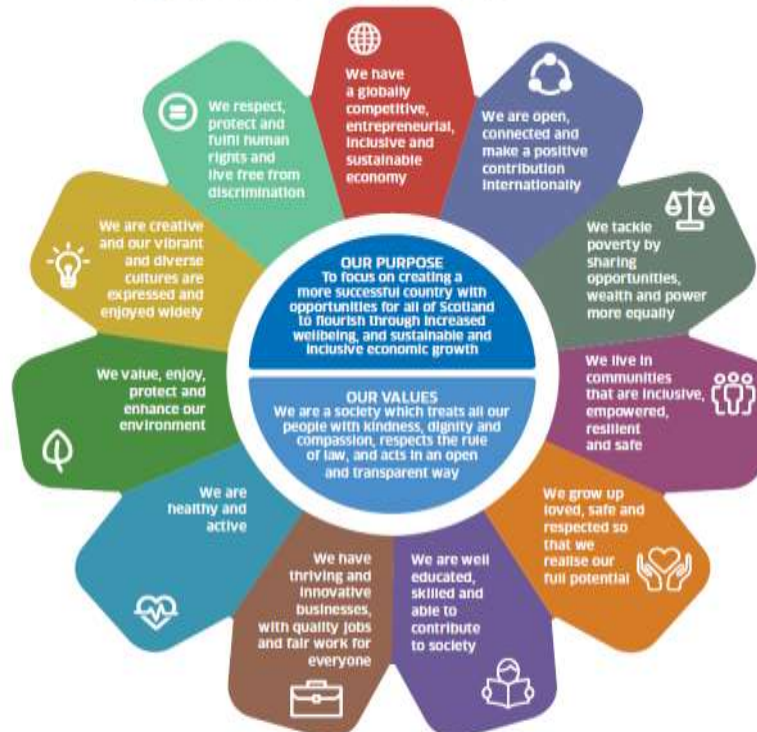 We have
a globally
competitive,
entrepreneurial,
inclusive and
sustainable
economy
We are open,
connected and
make a positive
contribution
internationally
We tackle
poverty by
sharing
opportunities,
wealth and power
more equally
We live in
communities
that are inclusive,
empowered,
resilient
and safe
We grow up
loved, safe and
respected so
that we
realise our
full potential
We are well
educated,
skilled and
able to
contribute
to society
We have
thriving and
innovative
businesses,
with quality jobs
and fair work for
everyone
We are
healthy and
active
We value, enjoy,
protect and
enhance our
environment
We are creative
and our vibrant
and diverse
cultures are
expressed and
enjoyed widely
We respect,
protect and
fulfil human
rights and
live free from
discrimination
OUR PURPOSE
To focus on creating a
more successful country with
opportunities for all of Scotland
to flourish through increased
wellbeing, and sustainable and
inclusive economic growth
OUR VALUES
We are a society which treats all our
people with kindness, dignity and
compassion, respects the rule
of law, and acts in an open
and transparent way